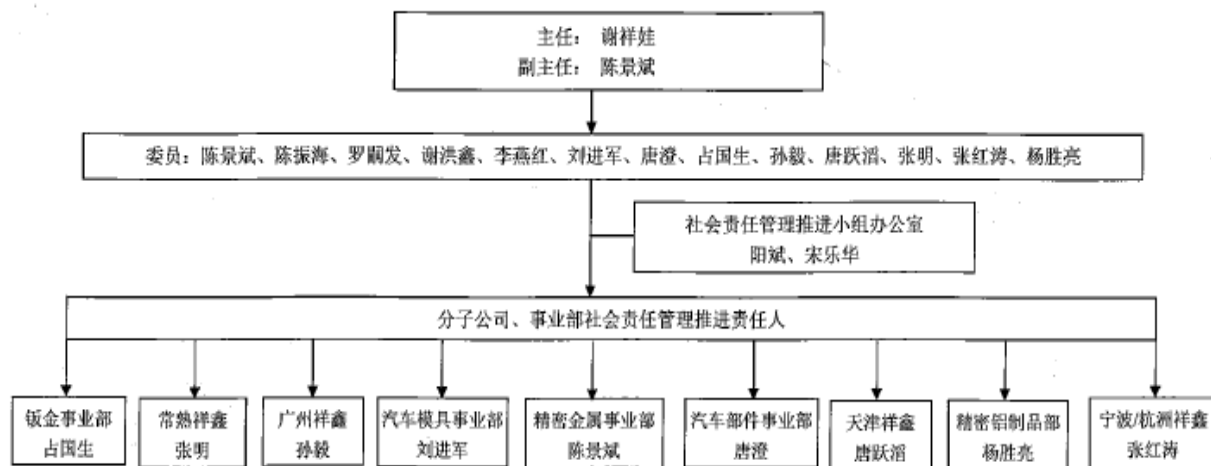 主任： 谢祥娃
副主任： 陈景斌
委员：陈景斌、陈振海、罗嗣发、谢洪鑫、李燕红、刘进军、唐澄、占国生、孙毅、唐跃滔、张明、张红涛、杨胜亮
社会责任管理推进小组办公室
阳斌、宋乐华
分子公司、事业部社会责任管理推进责任人
钣金事业部
占国生
常熟祥鑫
张明
广州祥鑫
孙毅
汽车模具事业部
刘进军
精密金属事业部
陈景斌
汽车部件事业部
唐澄
天津祥鑫
唐跃滔
精密铝制品部
杨胜亮
宁波/杭洲祥鑫
张红涛